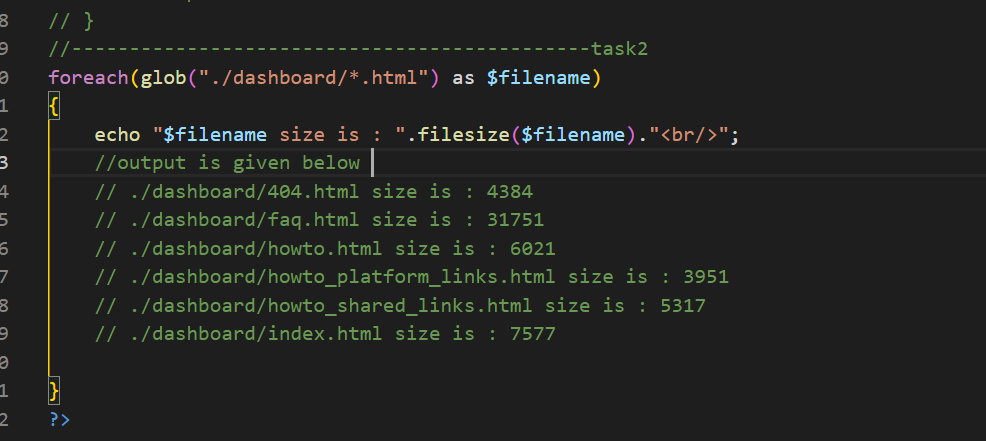 8 // }
9 //---------------------------------------------task2
0 foreach(glob("./dashboard/*.html") as $filename)
1 {
2 echo "$filename size is : ".filesize($filename)."<br/>";
3 //output is given below
4 // ./dashboard/404.html size is : 4384
5 // ./dashboard/faq.html size is : 31751
6 // ./dashboard/howto.html size is : 6021
7 // ./dashboard/howto_platform_links.html size is : 3951
8 // ./dashboard/howto_shared_links.html size is : 5317
9 // ./dashboard/index.html size is : 7577
0
1 }
2 ?>